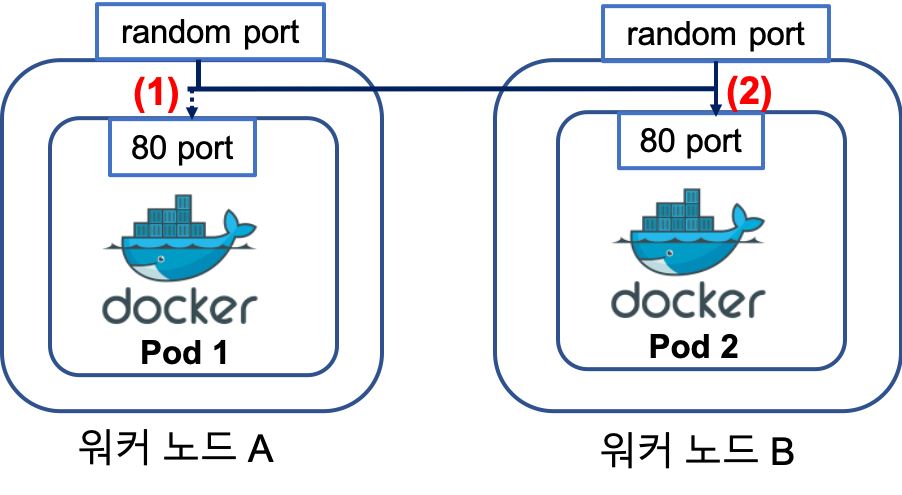 random port
(1)
80 port
docker
Pod 1
워커 노드 A
random port
(2)
80 port
docker
Pod 2
워커 노드 B